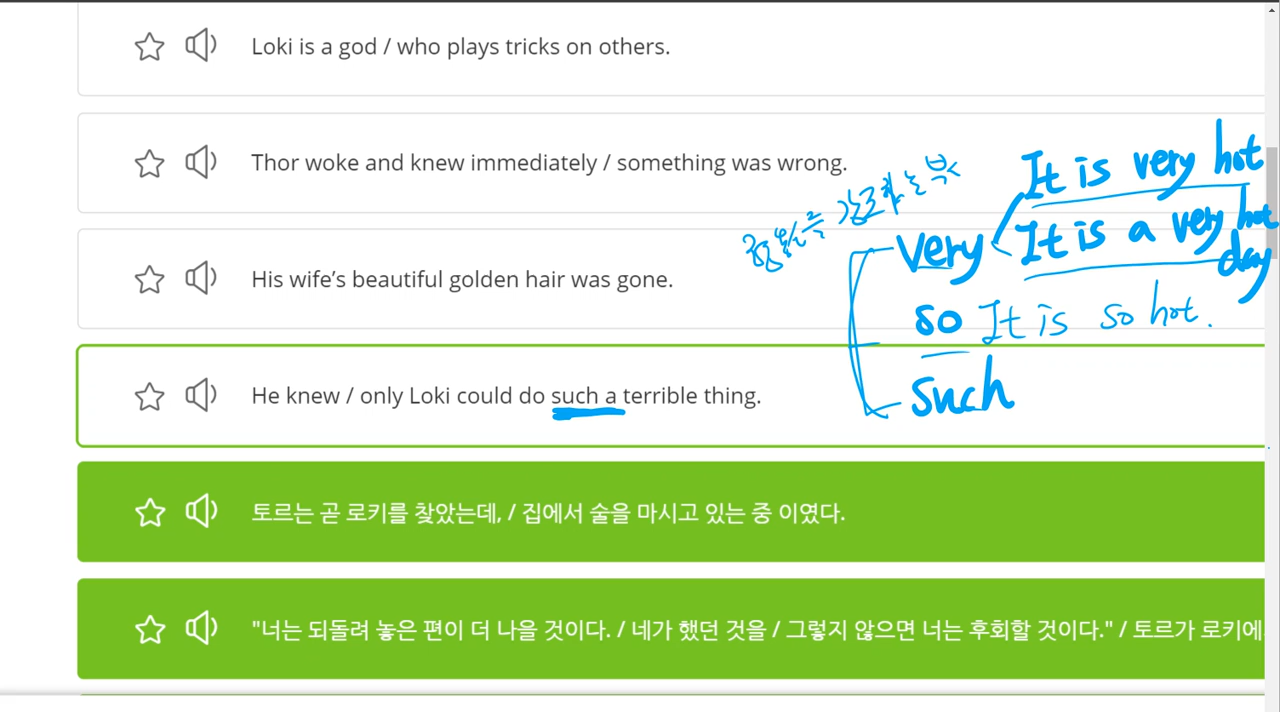 Loki is a god / who plays tricks on others.
Thor woke and knew immediately / something was wrong.
His wife’s beautiful golden hair was gone.
He knew / only Loki could do such a terrible thing.
토르는 곧 로키를 찾았는데, / 집에서 술을 마시고 있는 중 이였다.
"너는 되돌려 놓은 편이 더 나을 것이다. / 네가 했던 것을 / 그렇지 않으면 너는 후회할 것이다." / 토르가 로키에
It is very hot
very It is a very hot
day
so It is so hot.
such